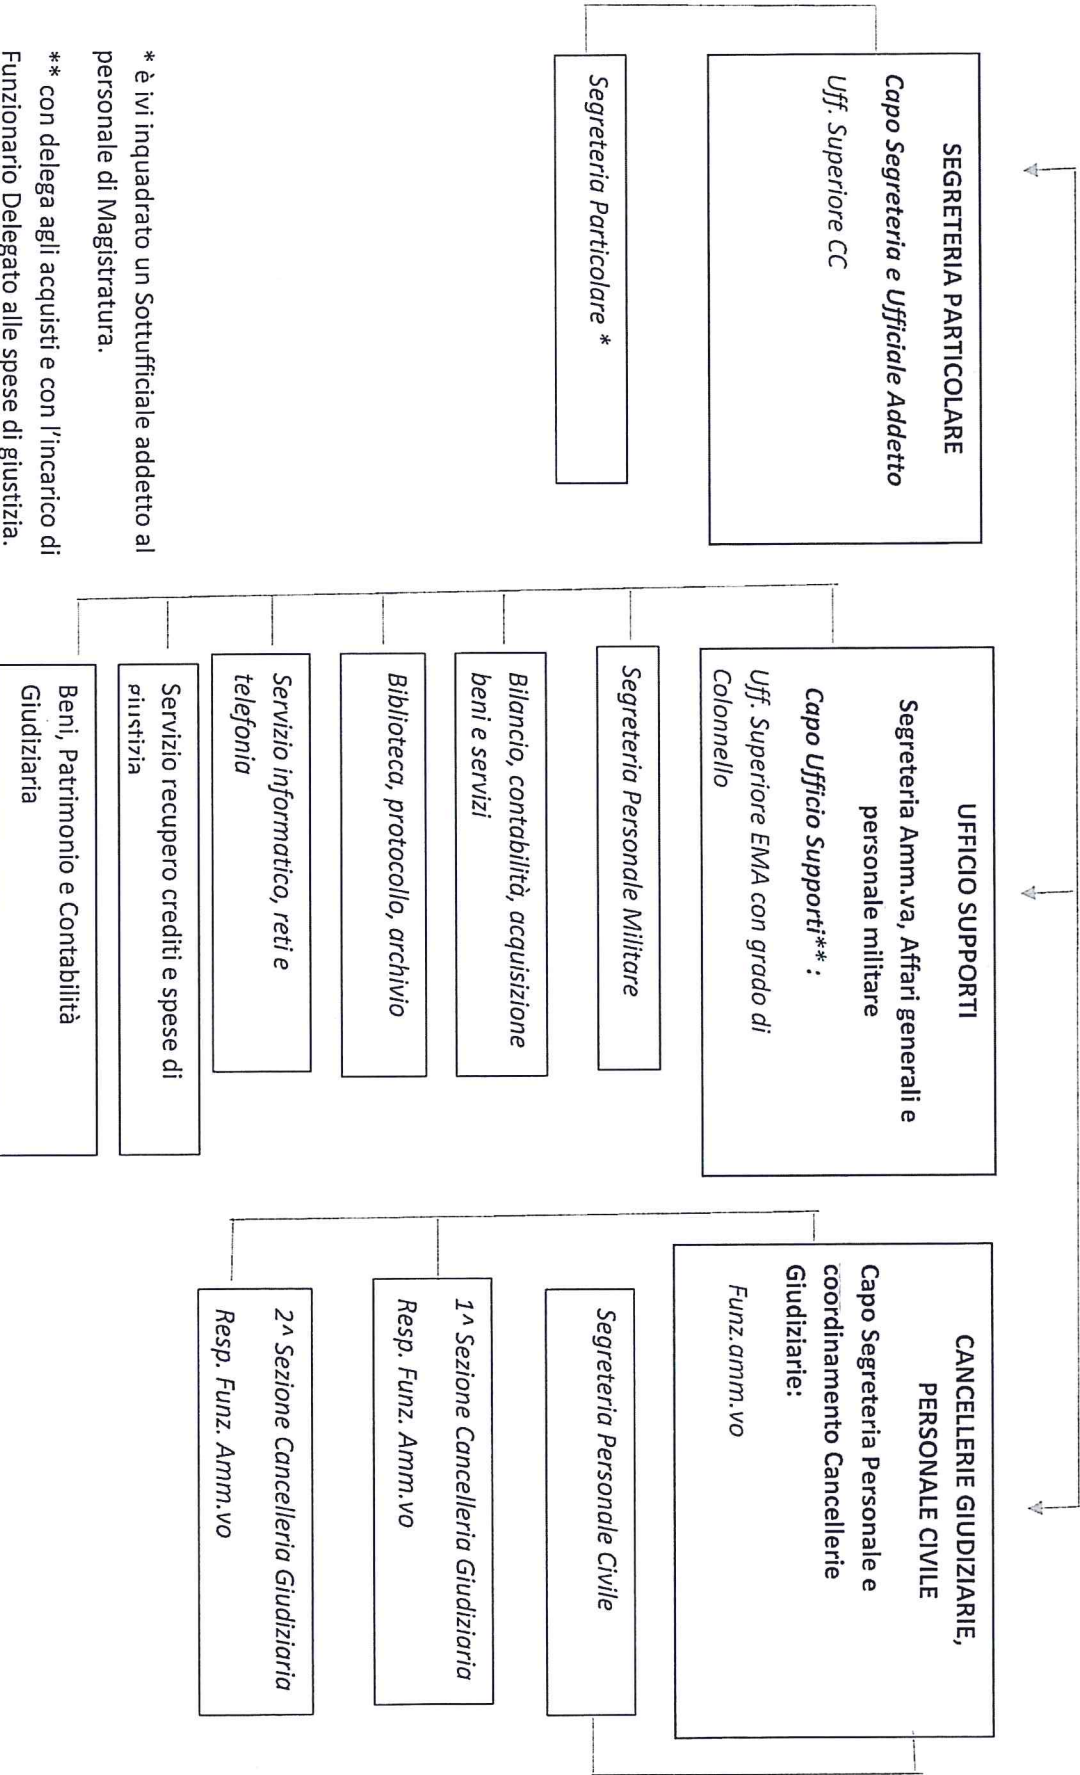 SEGRETERIA PARTICOLARE
Capo Segreteria e Ufficiale Addetto
Uff. Superiore CC
Segreteria Particolare *
* è ivi inquadrato un Sottufficiale addetto al
personale di Magistratura.
** con delega agli acquisti e con l'incarico di
Funzionario Delegato alle spese di giustizia.
UFFICIO SUPPORTI
Segreteria Amm.va, Affari generali e
personale militare
Capo Ufficio Supporti** :
Uff. Superiore EMA con grado di
Colonnello
Segreteria Personale Militare
Bilancio, contabilità, acquisizione
beni e servizi
Biblioteca, protocollo, archivio
Servizio informatico, reti e
telefonia
Servizio recupero crediti e spese di
giustizia
Beni, Patrimonio e Contabilità
Giudiziaria
CANCELLERIE GIUDIZIARIE,
PERSONALE CIVILE
Capo Segreteria Personale e
coordinamento Cancellerie
Giudiziarie:
Funz.amm.vo
Segreteria Personale Civile
1^ Sezione Cancelleria Giudiziaria
Resp. Funz. Amm.vo
2^ Sezione Cancelleria Giudiziaria
Resp. Funz. Amm.vo